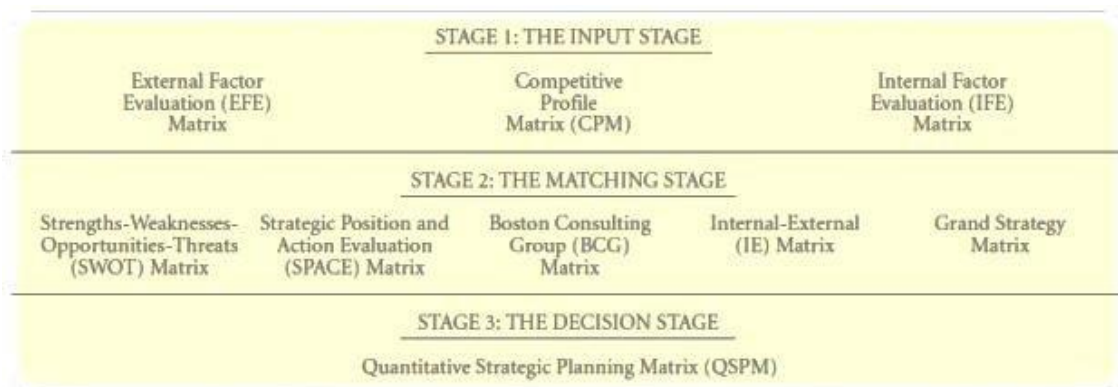 STAGE 1: THE INPUT STAGE
External Factor
Evaluation (EFE)
Matrix
Competitive
Profile
Matrix (CPM)
Internal Factor
Evaluation (IFE)
Matrix
STAGE 2: THE MATCHING STAGE
Strengths-Weaknesses-
Opportunities-Threats
(SWOT) Matrix
Strategic Position and
Action Evaluation
(SPACE) Matrix
Boston Consulting
Group (BCG)
Matrix
Internal-External
(IE) Matrix
Grand Strategy
Matrix
STAGE 3: THE DECISION STAGE
Quantitative Strategic Planning Matrix (QSPM)